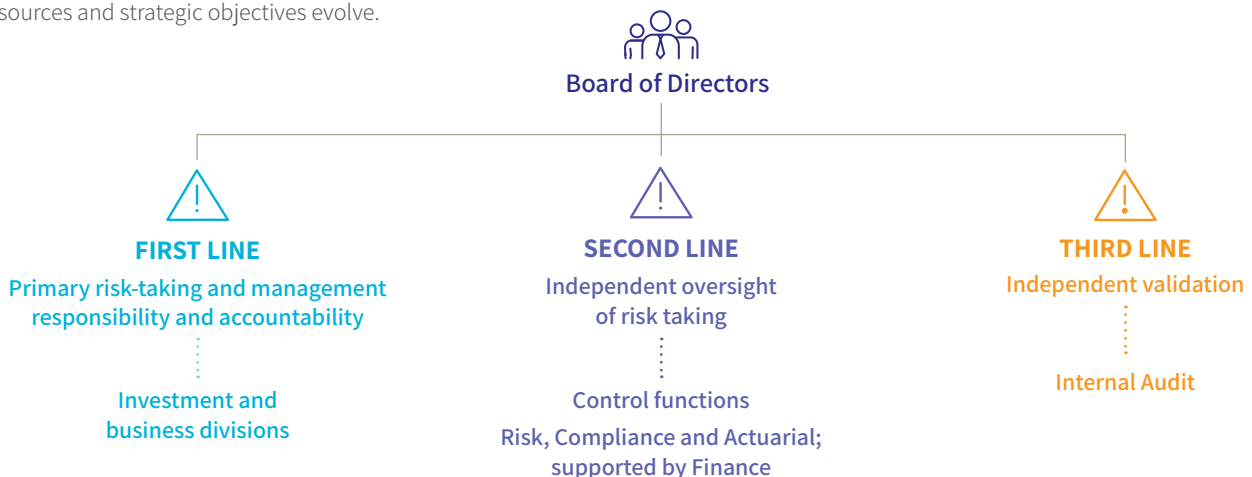 sources and strategic objectives evolve.
Board of Directors
FIRST LINE
Primary risk-taking and management
responsibility and accountability
Investment and
business divisions
SECOND LINE
Independent oversight
of risk taking
Control functions
Risk, Compliance and Actuarial;
supported by Finance
THIRD LINE
Independent validation
Internal Audit